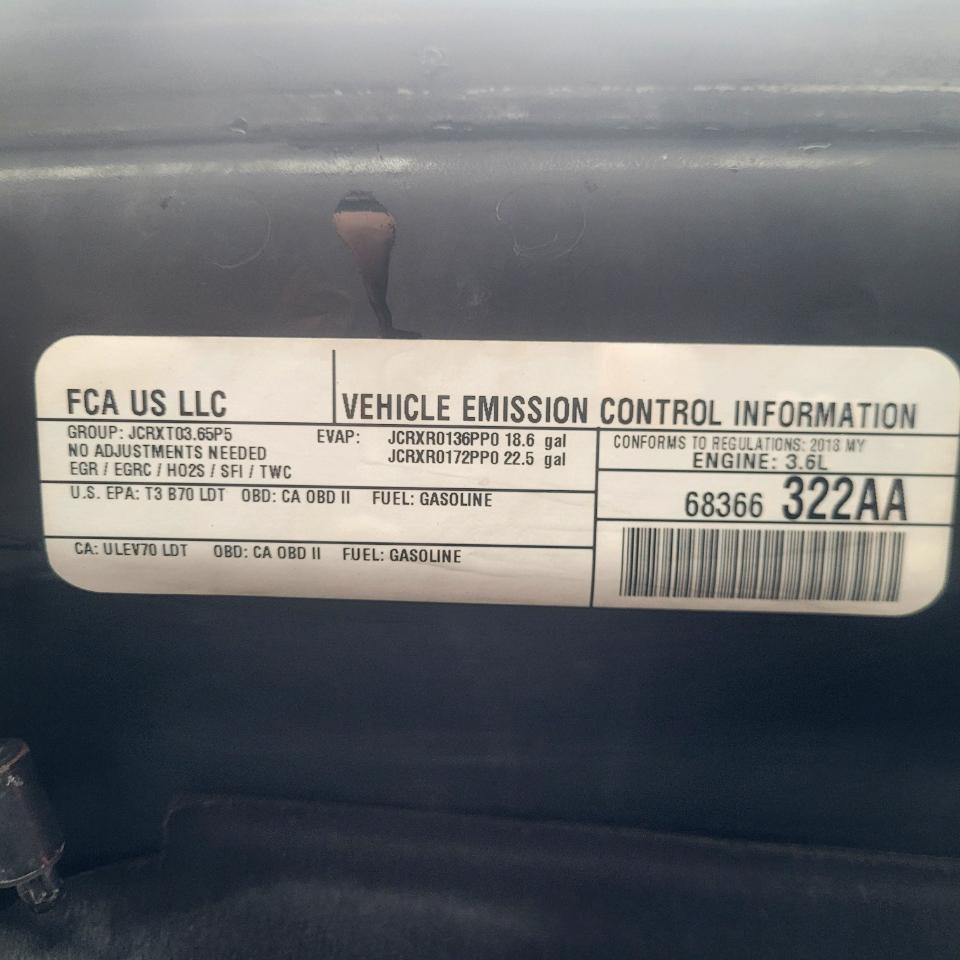 FCA US LLC
VEHICLE EMISSION CONTROL INFORMATION
GROUP: JCRXT03.65P5
NO ADJUSTMENTS NEEDED
EGR / EGRC / HO2S / SFI / TWC
EVAP: JCRXR0136PP0 18.6 gal
JCRXR0172PP0 22.5 gal
CONFORMS TO REGULATIONS: 2018 MY
ENGINE: 3.6L
U.S. EPA: T3 B70 LDT OBD: CA OBD II FUEL: GASOLINE
68366 322AA
CA: ULEV70 LDT OBD: CA OBD II FUEL: GASOLINE